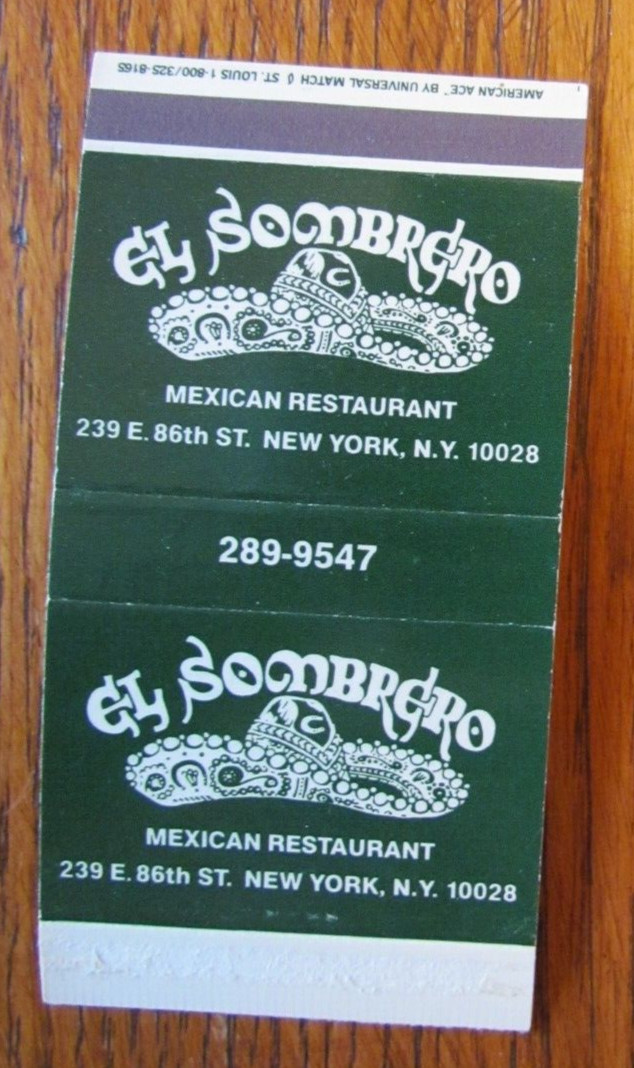 AMERICAN ACE" BY UNIVERSAL MATCH ST. LOUIS 1-800/325-8165
EL SOMBRERO
C
MEXICAN RESTAURANT
239 E. 86th ST. NEW YORK, N.Y. 10028
289-9547
EL SOMBRERO
C
MEXICAN RESTAURANT
239 E. 86th ST. NEW YORK, N.Y. 10028